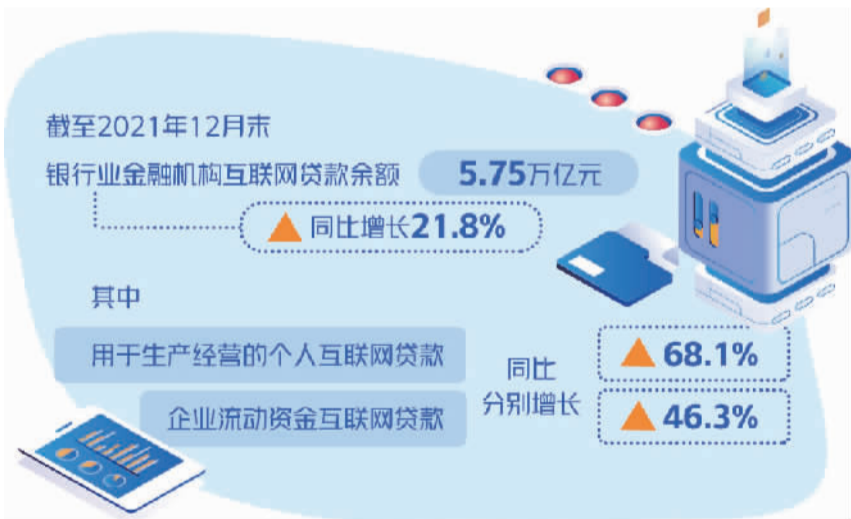 截至2021年12月末
银行业金融机构互联网贷款余额 5.75万亿元
同比增长21.8%
其中
用于生产经营的个人互联网贷款
企业流动资金互联网贷款
同比
分别增长
68.1%
46.3%